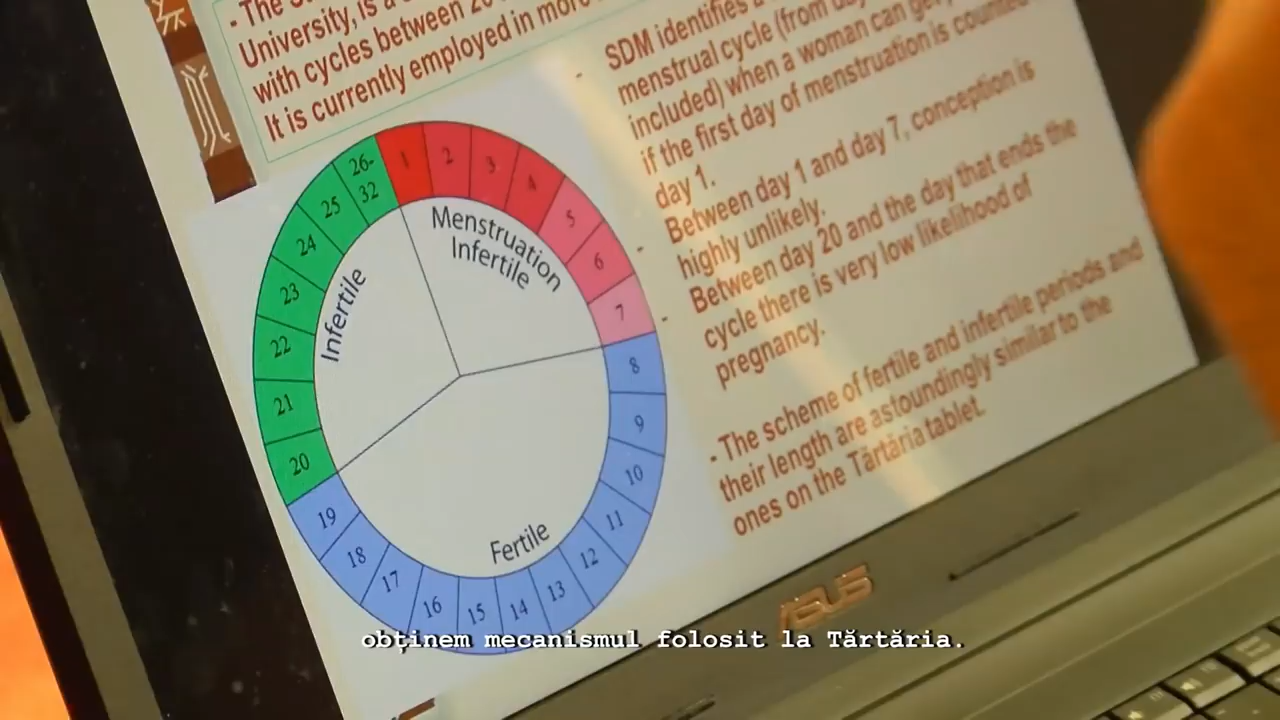 - The
University, is a
with cycles between 26
It is currently employed in more
- SDM identifies a
menstrual cycle (from day
included) when a woman can get
if the first day of menstruation is counted
day 1.
- Between day 1 and day 7, conception is
highly unlikely.
- Between day 20 and the day that ends the
cycle there is very low likelihood of
pregnancy.
- The scheme of fertile and infertile periods and
their length are astoundingly similar to the
ones on the Tărtăria tablet.
1
2
3
4
5
6
7
8
9
10
11
12
13
14
15
16
17
18
19
20
21
22
23
24
25
26-
32
Menstruation
Infertile
Infertile
Fertile
ASUS
obținem mecanismul folosit la Tărtăria.